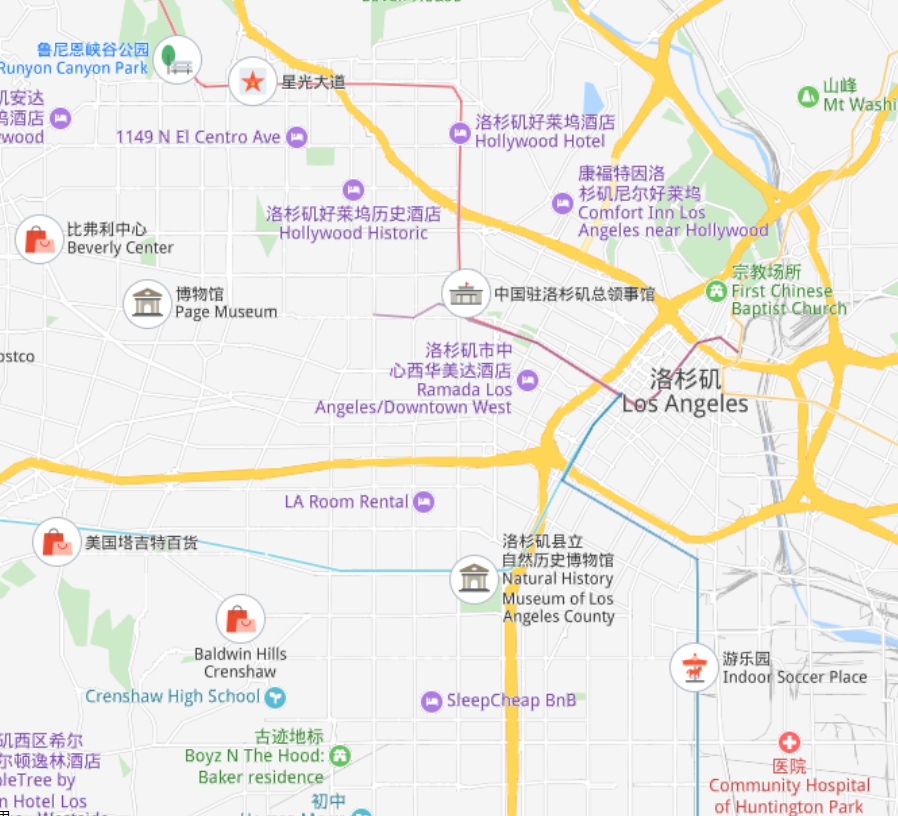 鲁尼恩峡谷公园
Runyon Canyon Park
星光大道
山峰
Mt Washi
机安达
坞酒店
wood
1149 N El Centro Ave
洛杉矶好莱坞酒店
Hollywood Hotel
康福特因洛
杉矶尼尔好莱坞
Comfort Inn Los
Angeles near Hollywood
洛杉矶好莱坞历史酒店
Hollywood Historic
比弗利中心
Beverly Center
宗教场所
First Chinese
Baptist Church
博物馆
Page Museum
中国驻洛杉矶总领事馆
ostco
洛杉矶市中
心西华美达酒店
Ramada Los
Angeles/Downtown West
洛杉矶
Los Angeles
LA Room Rental
美国塔吉特百货
洛杉矶县立
自然历史博物馆
Natural History
Museum of Los
Angeles County
Baldwin Hills
Crenshaw
游乐园
Indoor Soccer Place
Crenshaw High School
SleepCheap BnB
古迹地标
Boyz N The Hood:
Baker residence
矶西区希尔
尔顿逸林酒店
bleTree by
n Hotel Los
医院
Community Hospital
of Huntington Park
初中